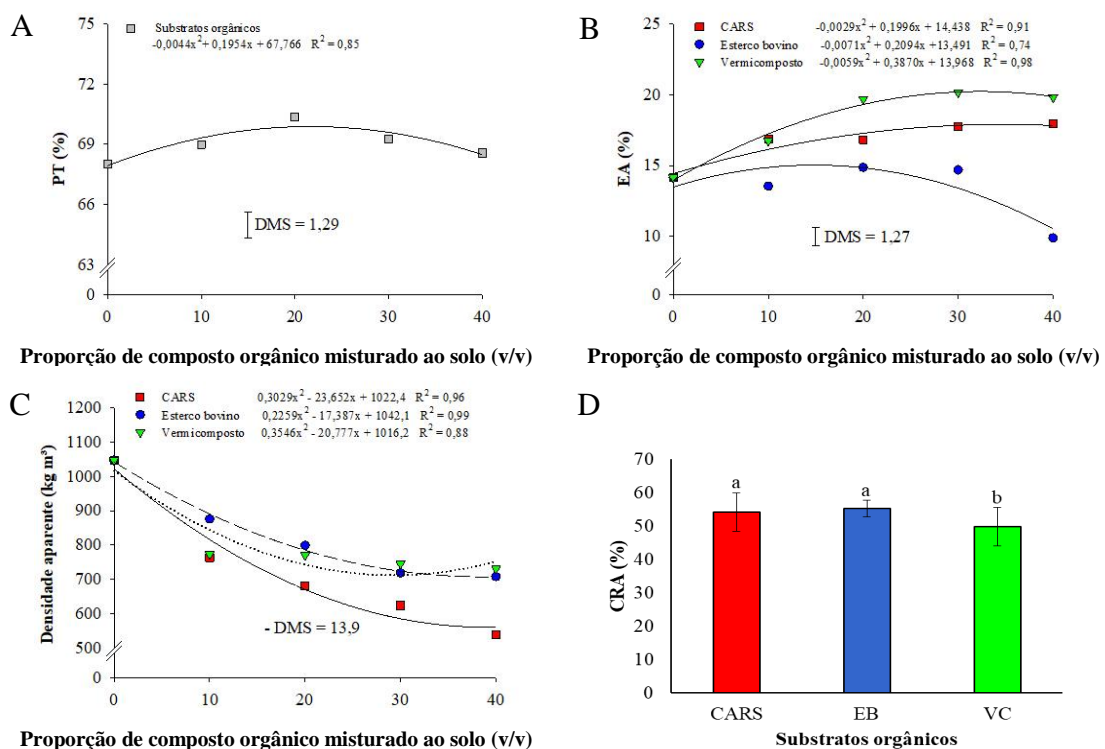 A
Substratos orgânicos
-0,0044x²+ 0,1954x + 67,766 R² = 0,85
75
72
69
66
63
0
PT (%)
DMS = 1,29
0 10 20 30 40
Proporção de composto orgânico misturado ao solo (v/v)
B
CARS -0,0029x² + 0,1996x + 14,438 R² = 0,91
Esterco bovino -0,0071x² + 0,2094x +13,491 R² = 0,74
Vermicomposto -0,0059x² + 0,3870x + 13,968 R² = 0,98
25
20
15
10
0
EA (%)
DMS = 1,27
0 10 20 30 40
Proporção de composto orgânico misturado ao solo (v/v)
C
CARS 0,3029x² - 23,652x + 1022,4 R² = 0,96
Esterco bovino 0,2259x² - 17,387x + 1042,1 R² = 0,99
Vermicomposto 0,3546x² - 20,777x + 1016,2 R² = 0,88
1200
1100
1000
900
800
700
600
500
0
Densidade aparente (kg m³)
- DMS = 13,9
0 10 20 30 40
Proporção de composto orgânico misturado ao solo (v/v)
D
70
60
50
40
30
20
10
0
CRA (%)
a a b
CARS EB VC
Substratos orgânicos